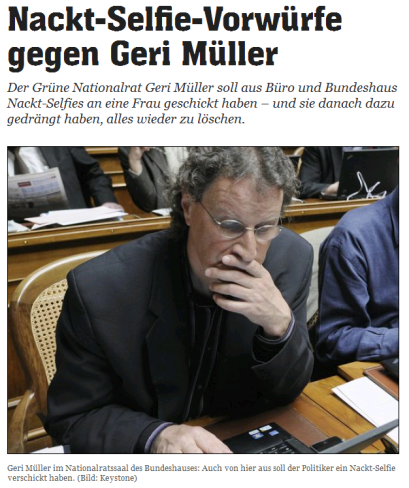 Nackt-Selfie-Vorwürfe
gegen Geri Müller
Der Grüne Nationalrat Geri Müller soll aus Büro und Bundeshaus
Nackt-Selfies an eine Frau geschickt haben – und sie danach dazu
gedrängt haben, alles wieder zu löschen.
Geri Müller im Nationalratssaal des Bundeshauses: Auch von hier aus soll der Politiker ein Nackt-Selfie
verschickt haben. (Bild: Keystone)